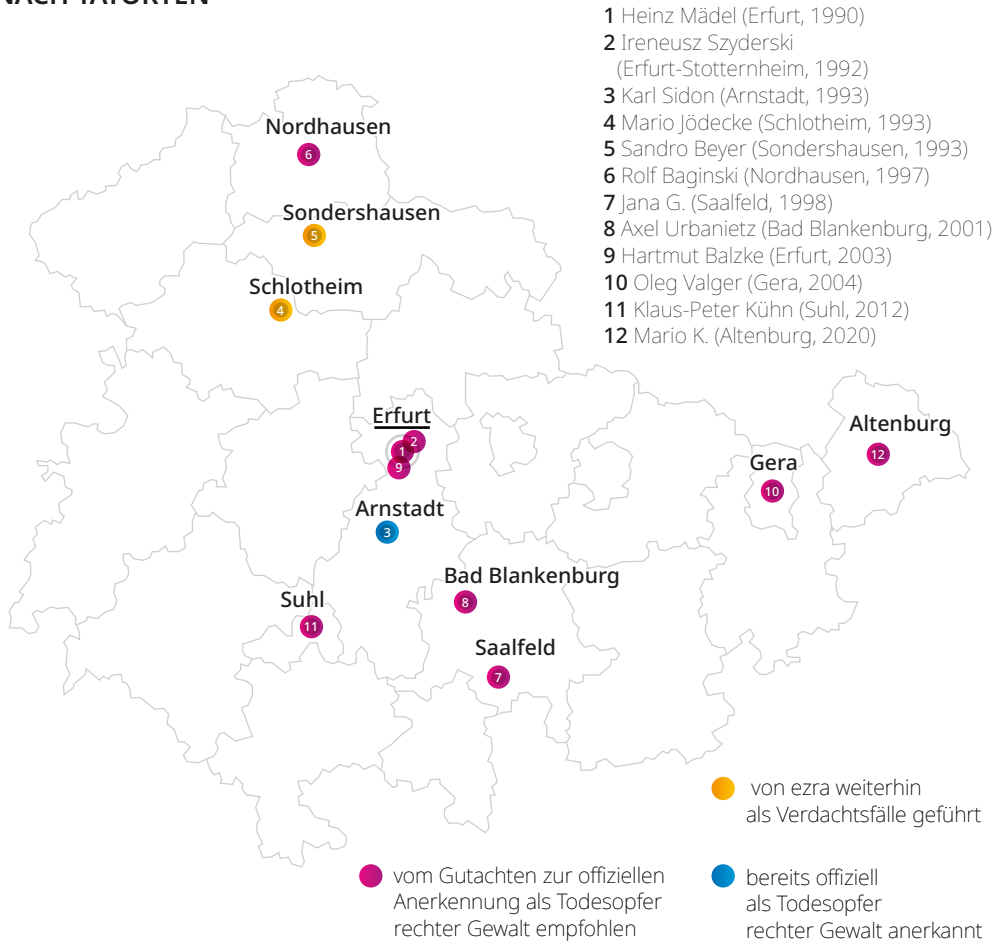 NACH TATORTEN
1 Heinz Mädel (Erfurt, 1990)
2 Ireneusz Szyderski
(Erfurt-Stotternheim, 1992)
3 Karl Sidon (Arnstadt, 1993)
4 Mario Jödecke (Schlotheim, 1993)
5 Sandro Beyer (Sondershausen, 1993)
6 Rolf Baginski (Nordhausen, 1997)
7 Jana G. (Saalfeld, 1998)
8 Axel Urbanietz (Bad Blankenburg, 2001)
9 Hartmut Balzke (Erfurt, 2003)
10 Oleg Valger (Gera, 2004)
11 Klaus-Peter Kühn (Suhl, 2012)
12 Mario K. (Altenburg, 2020)
Nordhausen
6
Sondershausen
5
Schlotheim
4
Erfurt
2
1
9
Altenburg
12
Gera
10
Arnstadt
3
Bad Blankenburg
8
Suhl
11
Saalfeld
7
von ezra weiterhin
als Verdachtsfälle geführt
vom Gutachten zur offiziellen
Anerkennung als Todesopfer
rechter Gewalt empfohlen
bereits offiziell
als Todesopfer
rechter Gewalt anerkannt